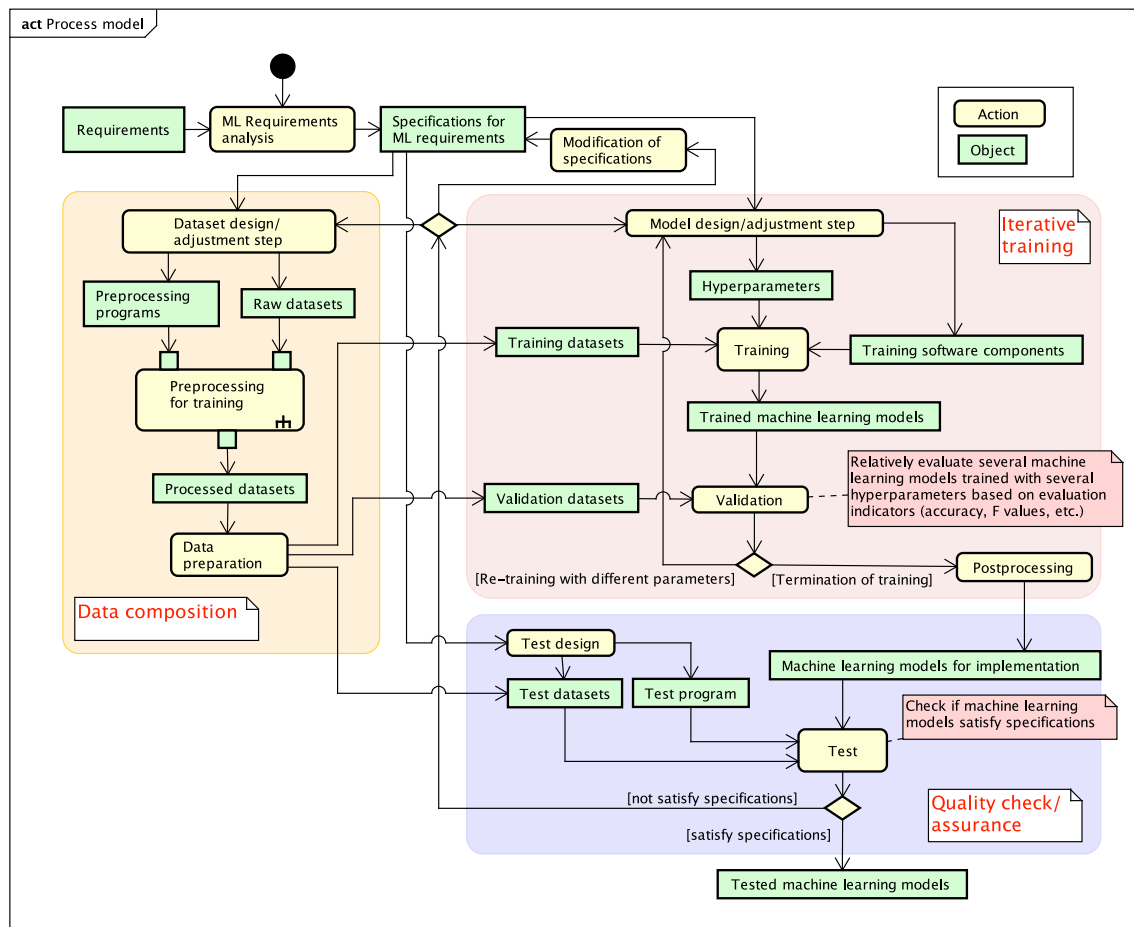 act Process model
Requirements
ML Requirements
analysis
Specifications for
ML requirements
Modification of
specifications
Action
Object
Dataset design/
adjustment step
Model design/adjustment step
Iterative
training
Preprocessing
programs
Raw datasets
Hyperparameters
Training datasets
Training
Training software components
Preprocessing
for training
Trained machine learning models
Processed datasets
Validation datasets
Validation
Relatively evaluate several machine
learning models trained with several
hyperparameters based on evaluation
indicators (accuracy, F values, etc.)
Data
preparation
[Re-training with different parameters]
[Termination of training]
Postprocessing
Data composition
Test design
Machine learning models for implementation
Test datasets
Test program
Check if machine learning
models satisfy specifications
Test
[not satisfy specifications]
[satisfy specifications]
Quality check/
assurance
Tested machine learning models